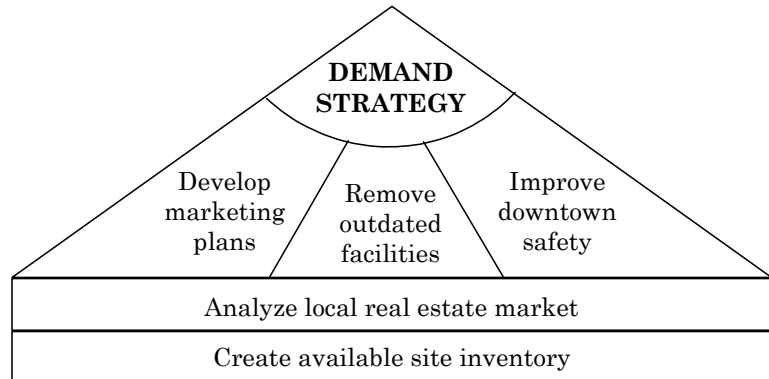 DEMAND
STRATEGY
Develop
marketing
plans
Remove
outdated
facilities
Improve
downtown
safety
Analyze local real estate market
Create available site inventory